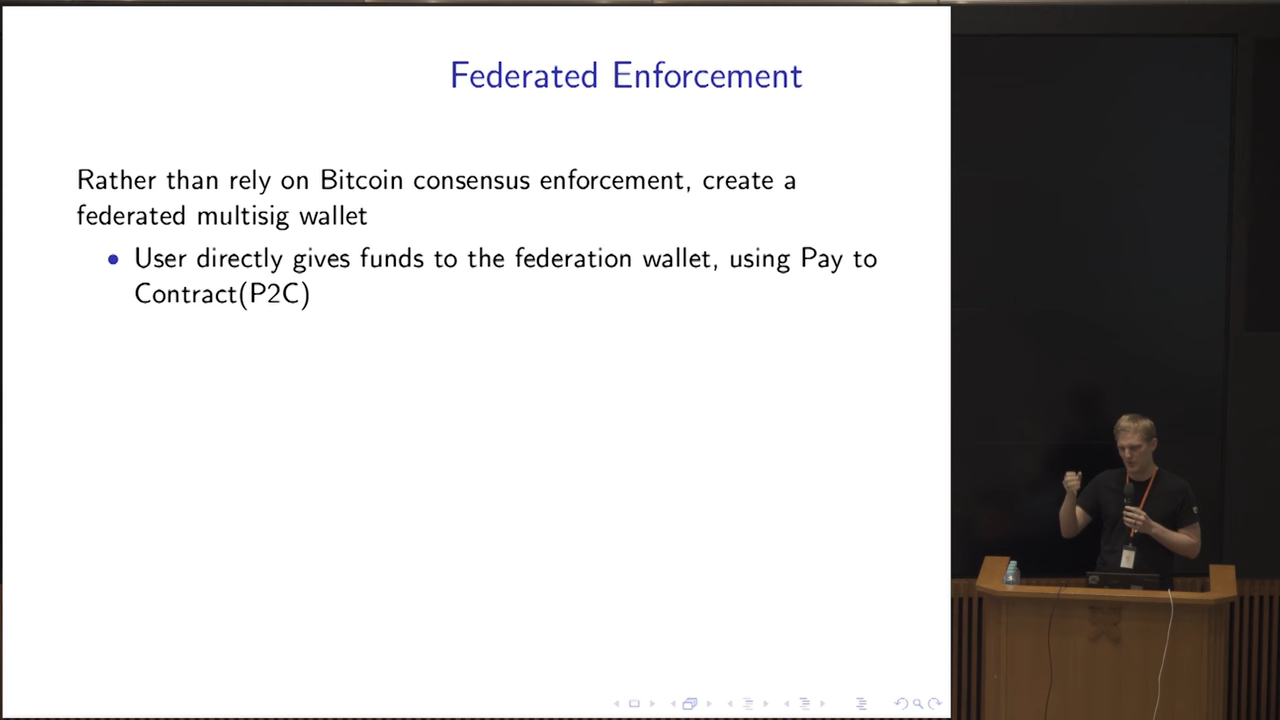 Federated Enforcement
Rather than rely on Bitcoin consensus enforcement, create a
federated multisig wallet
User directly gives funds to the federation wallet, using Pay to
Contract(P2C)